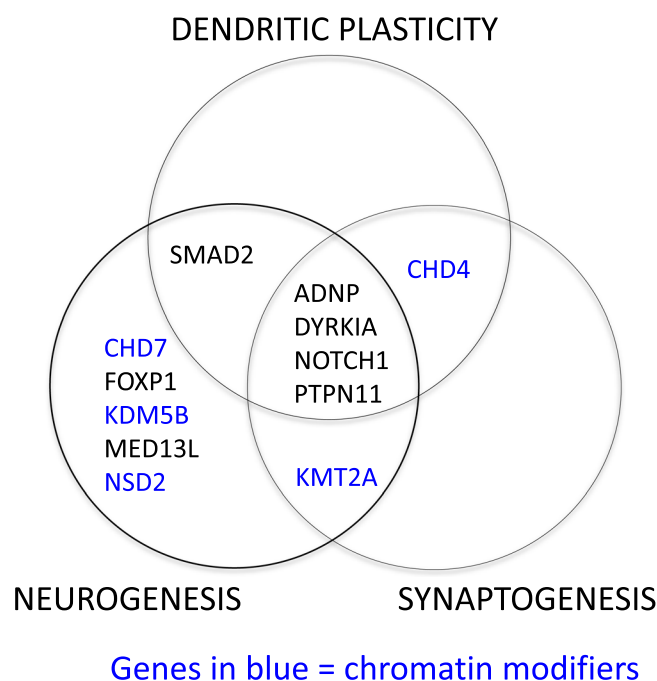 DENDRITIC PLASTICITY
SMAD2
CHD4
ADNP
DYRKIA
NOTCH1
PTPN11
CHD7
FOXP1
KDM5B
MED13L
NSD2
KMT2A
NEUROGENESIS
SYNAPTOGENESIS
Genes in blue = chromatin modifiers